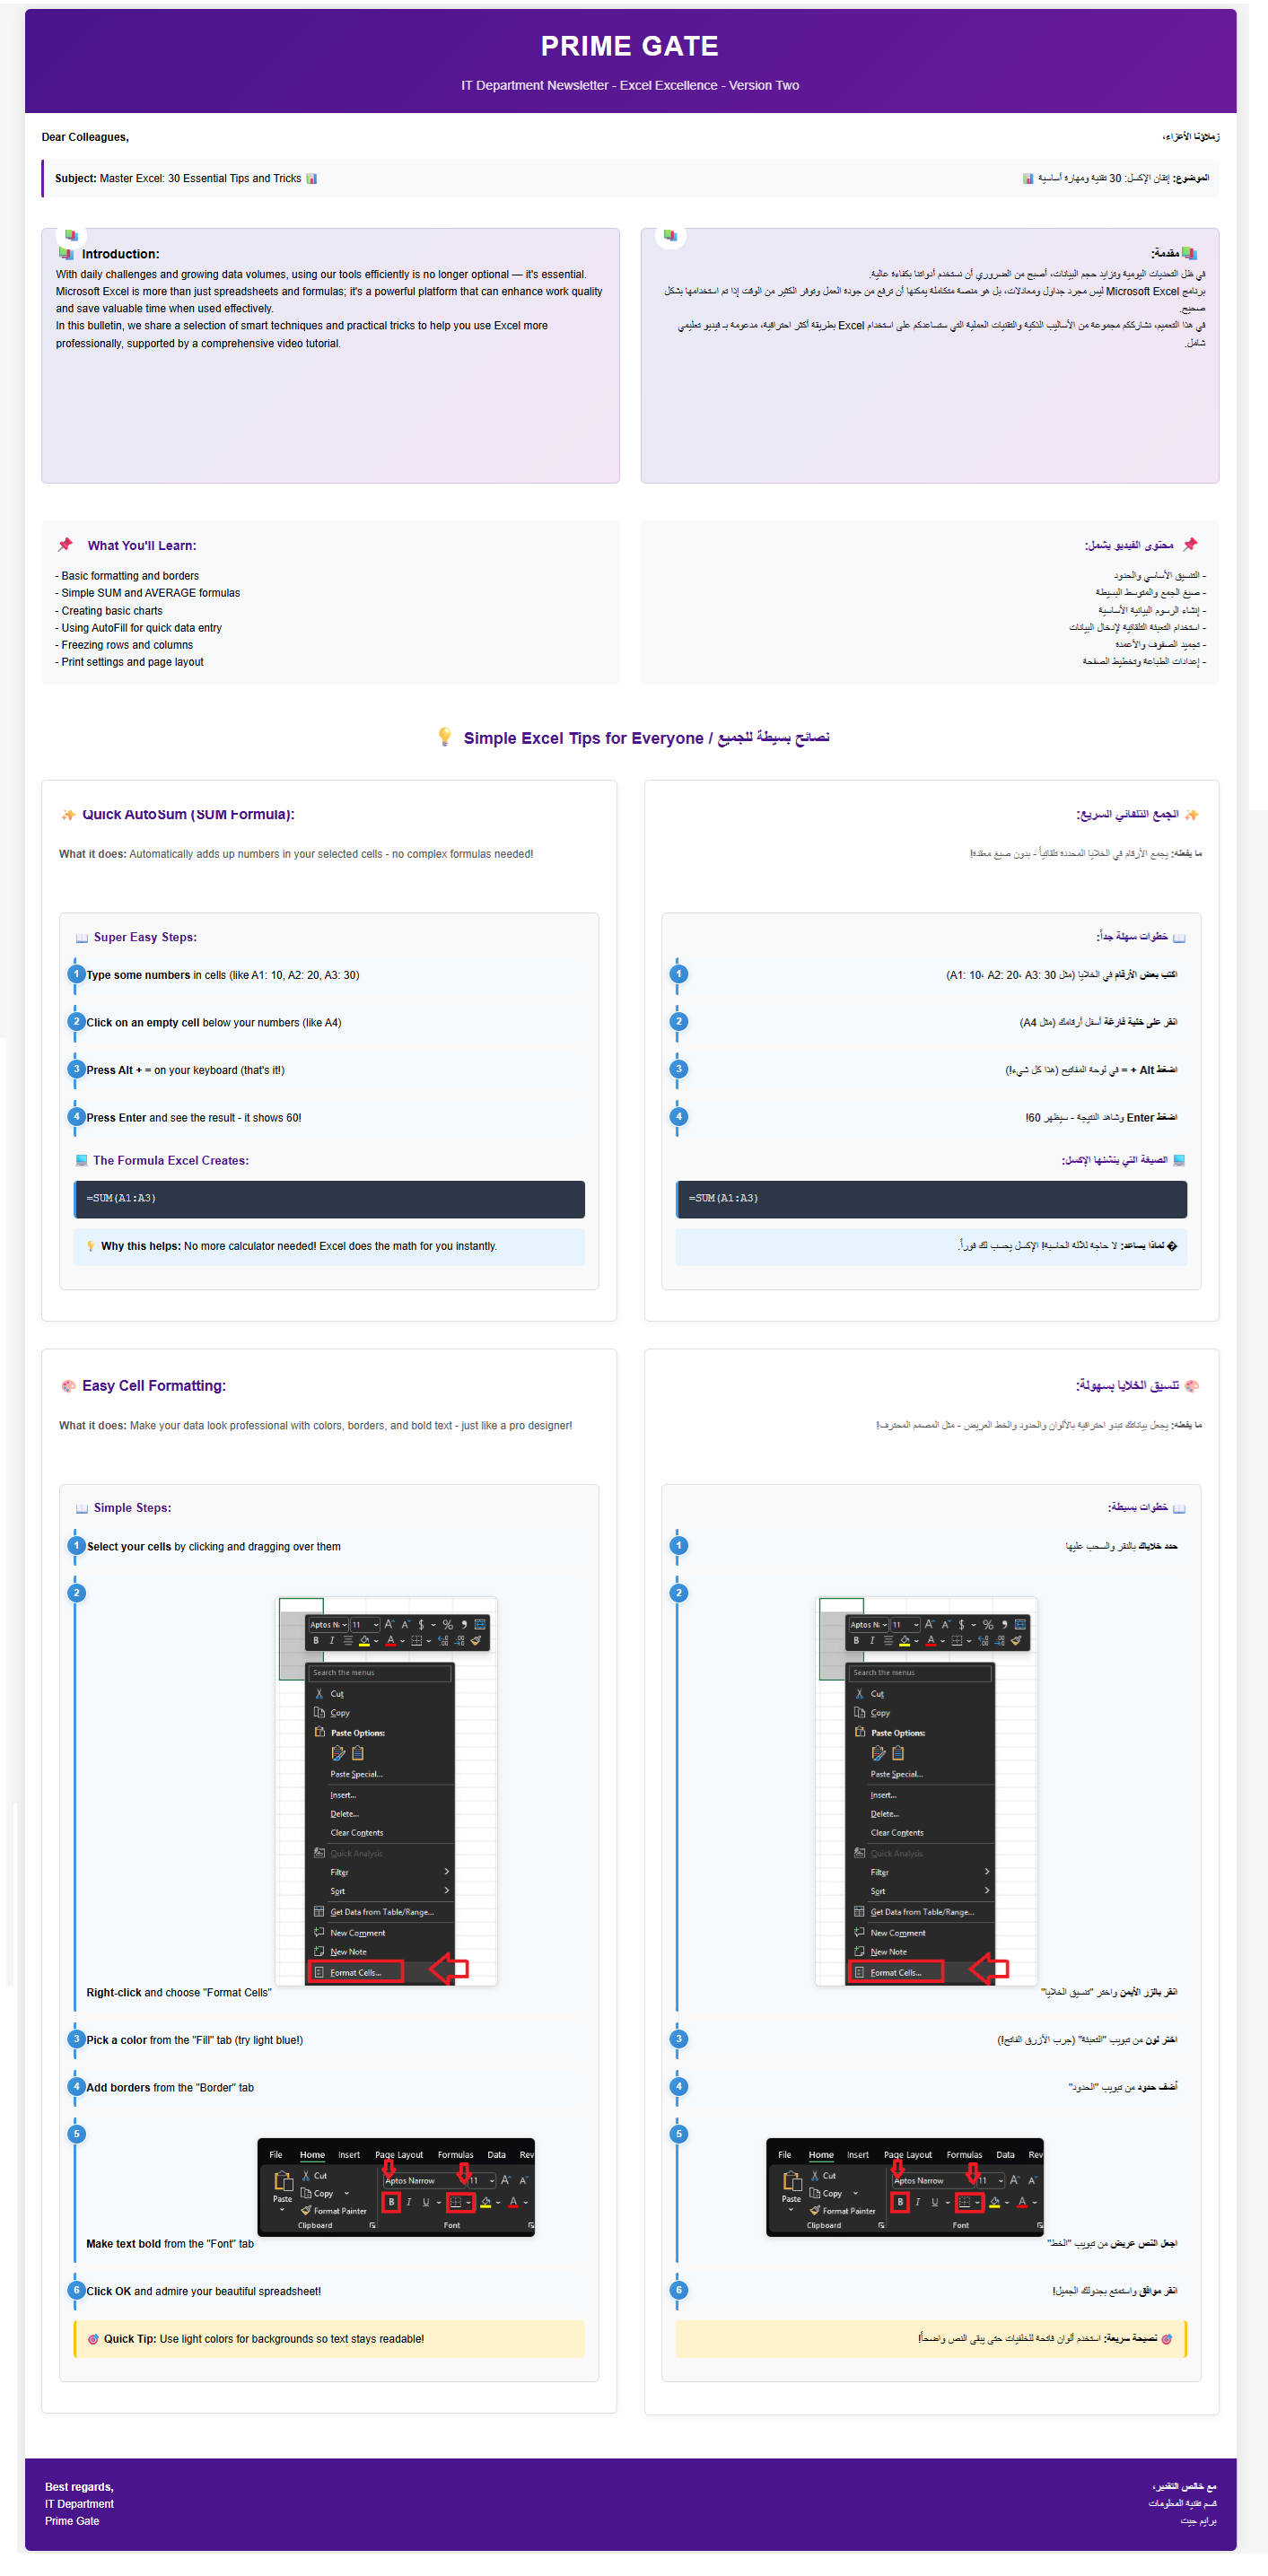 PRIME GATE
IT Department Newsletter - Excel Excellence - Version Two
Dear Colleagues,
زملاؤنا الأعزاء،
Subject: Master Excel: 30 Essential Tips and Tricks 📊
الموضوع: إتقان الإكسل: 30 تقنية ومهارة أساسية 📊
📚 Introduction:
With daily challenges and growing data volumes, using our tools efficiently is no longer optional — it's essential.
Microsoft Excel is more than just spreadsheets and formulas; it's a powerful platform that can enhance work quality
and save valuable time when used effectively.
In this bulletin, we share a selection of smart techniques and practical tricks to help you use Excel more
professionally, supported by a comprehensive video tutorial.
📚 مقدمة:
في ظل التحديات اليومية وتزايد حجم البيانات، أصبح من الضروري أن نستخدم أدواتنا بكفاءة عالية.
برنامج Microsoft Excel ليس مجرد جداول ومعادلات، بل هو منصة متكاملة يمكنها أن ترفع من جودة العمل وتوفر الكثير من الوقت إذا تم استخدامها بشكل
صحيح.
في هذا التعميم، نشارككم مجموعة من الأساليب الذكية والتقنيات العملية التي ستساعدكم على استخدام Excel بطريقة أكثر احترافية، مدعومة بـ فيديو تعليمي
شامل.
📌 What You'll Learn:
- Basic formatting and borders
- Simple SUM and AVERAGE formulas
- Creating basic charts
- Using AutoFill for quick data entry
- Freezing rows and columns
- Print settings and page layout
📌 محتوى الفيديو يشمل:
- التنسيق الأساسي والحدود
- صيغ الجمع والمتوسط البسيطة
- إنشاء الرسوم البيانية الأساسية
- استخدام التعبئة التلقائية لإدخال البيانات
- تجميد الصفوف والأعمدة
- إعدادات الطباعة وتخطيط الصفحة
💡 Simple Excel Tips for Everyone / نصائح بسيطة للجميع
✨ Quick AutoSum (SUM Formula):
What it does: Automatically adds up numbers in your selected cells - no complex formulas needed!
📖 Super Easy Steps:
1 Type some numbers in cells (like A1: 10, A2: 20, A3: 30)
2 Click on an empty cell below your numbers (like A4)
3 Press Alt + = on your keyboard (that's it!)
4 Press Enter and see the result - it shows 60!
💻 The Formula Excel Creates:
=SUM(A1:A3)
💡 Why this helps: No more calculator needed! Excel does the math for you instantly.
✨ الجمع التلقائي السريع:
ما يفعله: يجمع الأرقام في الخلايا المحددة تلقائياً - بدون صيغ معقدة!
📖 خطوات سهلة جداً:
1 اكتب بعض الأرقام في الخلايا (مثل A1: 10، A2: 20، A3: 30)
2 انقر على خلية فارغة أسفل أرقامك (مثل A4)
3 اضغط Alt + = في لوحة المفاتيح (هذا كل شيء!)
4 اضغط Enter وشاهد النتيجة - سيظهر 60!
💻 الصيغة التي ينشئها الإكسل:
=SUM(A1:A3)
� لماذا يساعد: لا حاجة للآلة الحاسبة! الإكسل يحسب لك فوراً.
🎨 Easy Cell Formatting:
What it does: Make your data look professional with colors, borders, and bold text - just like a pro designer!
📖 Simple Steps:
1 Select your cells by clicking and dragging over them
2
Aptos Na 11 A A $ % 9
B I A
Search the menus
Cut
Copy
Paste Options:
Paste Special...
Insert...
Delete...
Clear Contents
Quick Analysis
Filter
Sort
Get Data from Table/Range...
New Comment
New Note
Format Cells...
Right-click and choose "Format Cells"
3 Pick a color from the "Fill" tab (try light blue!)
4 Add borders from the "Border" tab
5
File Home Insert Page Layout Formulas Data Rev
Paste Cut Copy Format Painter
Aptos Narrow 11 A A
B I U A
Clipboard Font
Make text bold from the "Font" tab
6 Click OK and admire your beautiful spreadsheet!
🎯 Quick Tip: Use light colors for backgrounds so text stays readable!
🎨 تنسيق الخلايا بسهولة:
ما يفعله: يجعل بياناتك تبدو احترافية بالألوان والحدود والخط العريض - مثل المصمم المحترف!
📖 خطوات بسيطة:
1 حدد خلاياك بالنقر والسحب عليها
2
Aptos Na 11 A A $ % 9
B I A
Search the menus
Cut
Copy
Paste Options:
Paste Special...
Insert...
Delete...
Clear Contents
Quick Analysis
Filter
Sort
Get Data from Table/Range...
New Comment
New Note
Format Cells...
انقر بالزر الأيمن واختر "تنسيق الخلايا"
3 اختر لون من تبويب "التعبئة" (جرب الأزرق الفاتح!)
4 أضف حدود من تبويب "الحدود"
5
File Home Insert Page Layout Formulas Data Rev
Paste Cut Copy Format Painter
Aptos Narrow 11 A A
B I U A
Clipboard Font
اجعل النص عريض من تبويب "الخط"
6 انقر موافق واستمتع بجدولك الجميل!
🎯 نصيحة سريعة: استخدم ألوان فاتحة للخلفيات حتى يبقى النص واضحاً!
Best regards,
IT Department
Prime Gate
مع خالص التقدير،
قسم تقنية المعلومات
برايم جيت